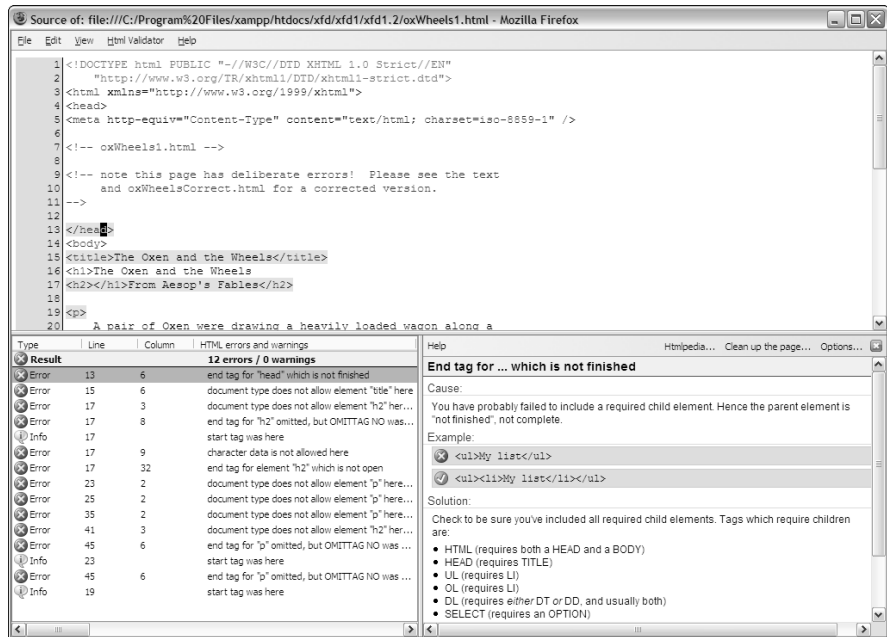 Source of: file:///C:/Program%20Files/xampp/htdocs/xfd/xfd1/xfd1.2/oxWheels1.html - Mozilla Firefox
File Edit View Html Validator Help
1 <!DOCTYPE html PUBLIC "-//W3C//DTD XHTML 1.0 Strict//EN"
2 "http://www.w3.org/TR/xhtml1/DTD/xhtml1-strict.dtd">
3 <html xmlns="http://www.w3.org/1999/xhtml">
4 <head>
5 <meta http-equiv="Content-Type" content="text/html; charset=iso-8859-1" />
6
7 <!-- oxWheels1.html -->
8
9 <!-- note this page has deliberate errors!  Please see the text
10 and oxWheelsCorrect.html for a corrected version.
11 -->
12
13 </head>
14 <body>
15 <title>The Oxen and the Wheels</title>
16 <h1>The Oxen and the Wheels
17 <h2></h1>From Aesop's Fables</h2>
18
19 <p>
20 A pair of Oxen were drawing a heavily loaded wagon along a
Type Line Column HTML errors and warnings
Result 12 errors / 0 warnings
Error 13 6 end tag for "head" which is not finished
Error 15 6 document type does not allow element "title" here
Error 17 3 document type does not allow element "h2" her...
Error 17 8 end tag for "h2" omitted, but OMITTAG NO was...
Info 17 start tag was here
Error 17 9 character data is not allowed here
Error 17 32 end tag for element "h2" which is not open
Error 23 2 document type does not allow element "p" here...
Error 25 2 document type does not allow element "p" here...
Error 35 2 document type does not allow element "p" here...
Error 41 3 document type does not allow element "h2" her...
Error 45 6 end tag for "p" omitted, but OMITTAG NO was ...
Info 23 start tag was here
Error 45 6 end tag for "p" omitted, but OMITTAG NO was ...
Info 19 start tag was here
Help Htmlpedia... Clean up the page... Options...
End tag for ... which is not finished
Cause:
You have probably failed to include a required child element. Hence the parent element is
"not finished", not complete.
Example:
<ul>My list</ul>
<ul><li>My list</li></ul>
Solution:
Check to be sure you've included all required child elements. Tags which require children
are:
• HTML (requires both a HEAD and a BODY)
• HEAD (requires TITLE)
• UL (requires LI)
• OL (requires LI)
• DL (requires either DT or DD, and usually both)
• SELECT (requires an OPTION)